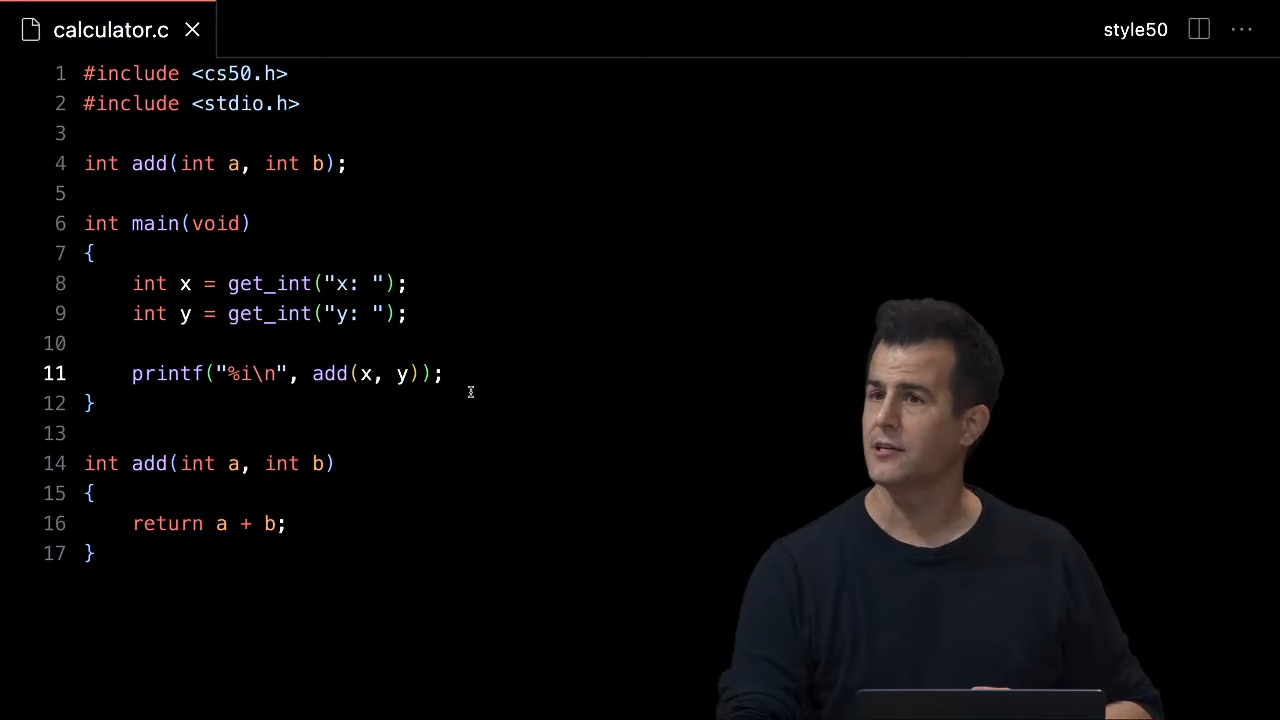 calculator.c
style50
1 #include <cs50.h>
2 #include <stdio.h>
3
4 int add(int a, int b);
5
6 int main(void)
7 {
8     int x = get_int("x: ");
9     int y = get_int("y: ");
10
11     printf("%i\n", add(x, y));
12 }
13
14 int add(int a, int b)
15 {
16     return a + b;
17 }